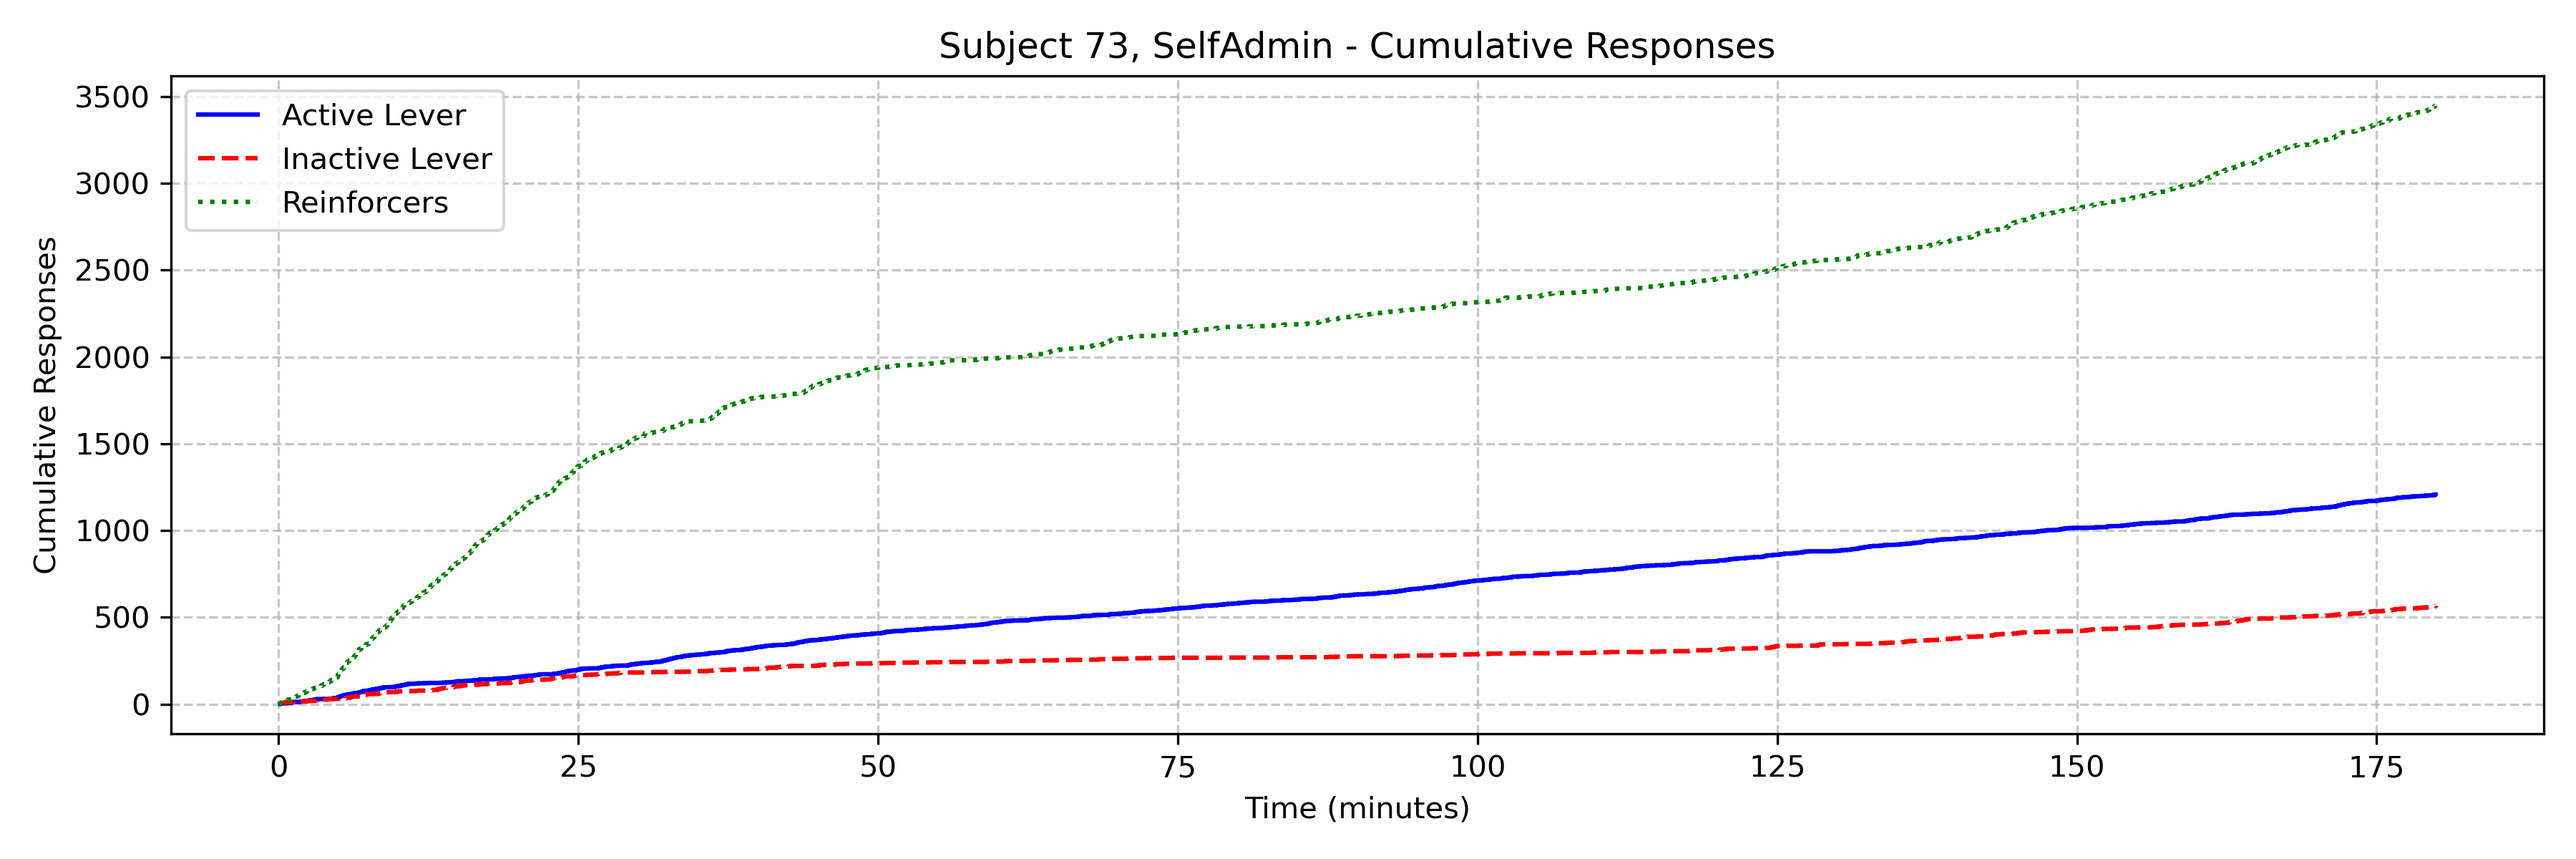 Subject 73, SelfAdmin - Cumulative Responses
Cumulative Responses
3500
3000
2500
2000
1500
1000
500
0
Active Lever
Inactive Lever
Reinforcers
0 25 50 75 100 125 150 175
Time (minutes)